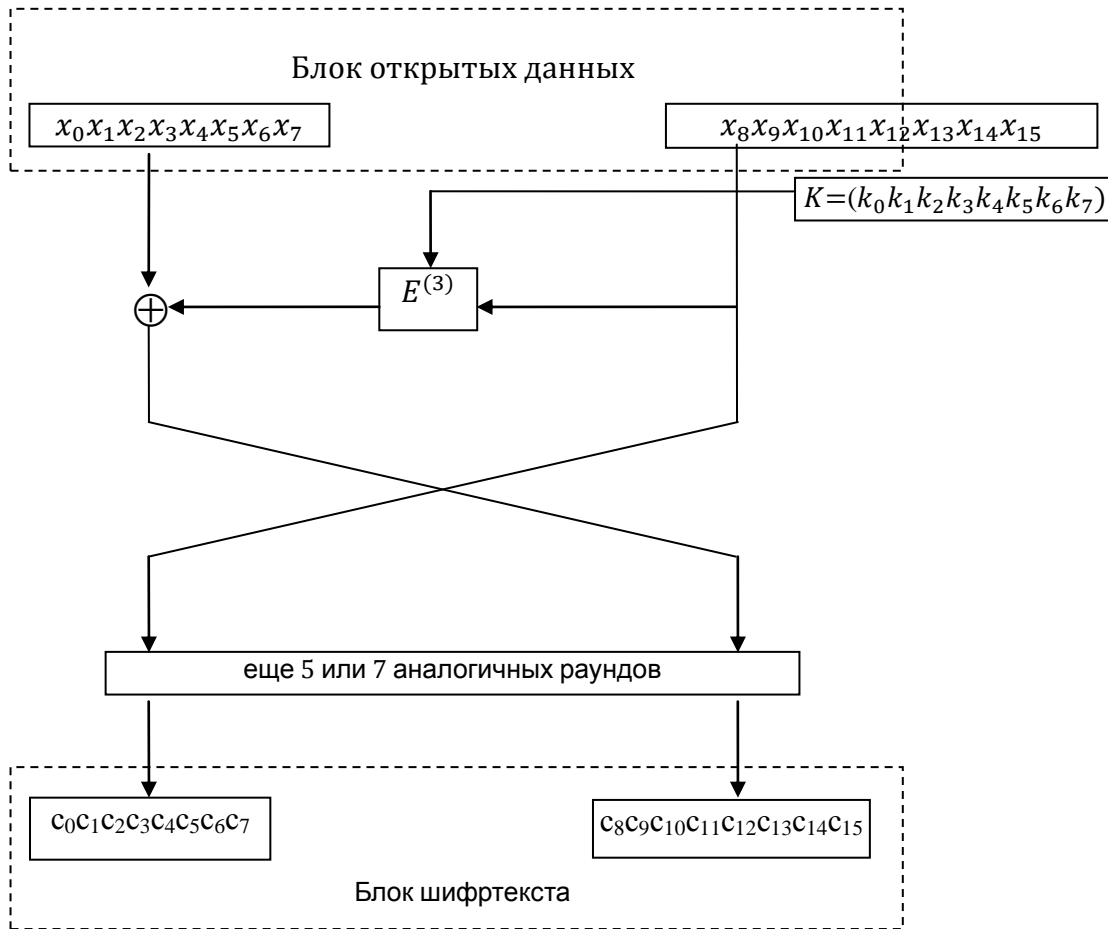 Блок открытых данных
x₀x₁x₂x₃x₄x₅x₆x₇
x₈x₉x₁₀x₁₁x₁₂x₁₃x₁₄x₁₅
K=(k₀k₁k₂k₃k₄k₅k₆k₇)
E⁽³⁾
еще 5 или 7 аналогичных раундов
c₀c₁c₂c₃c₄c₅c₆c₇
c₈c₉c₁₀c₁₁c₁₂c₁₃c₁₄c₁₅
Блок шифртекста